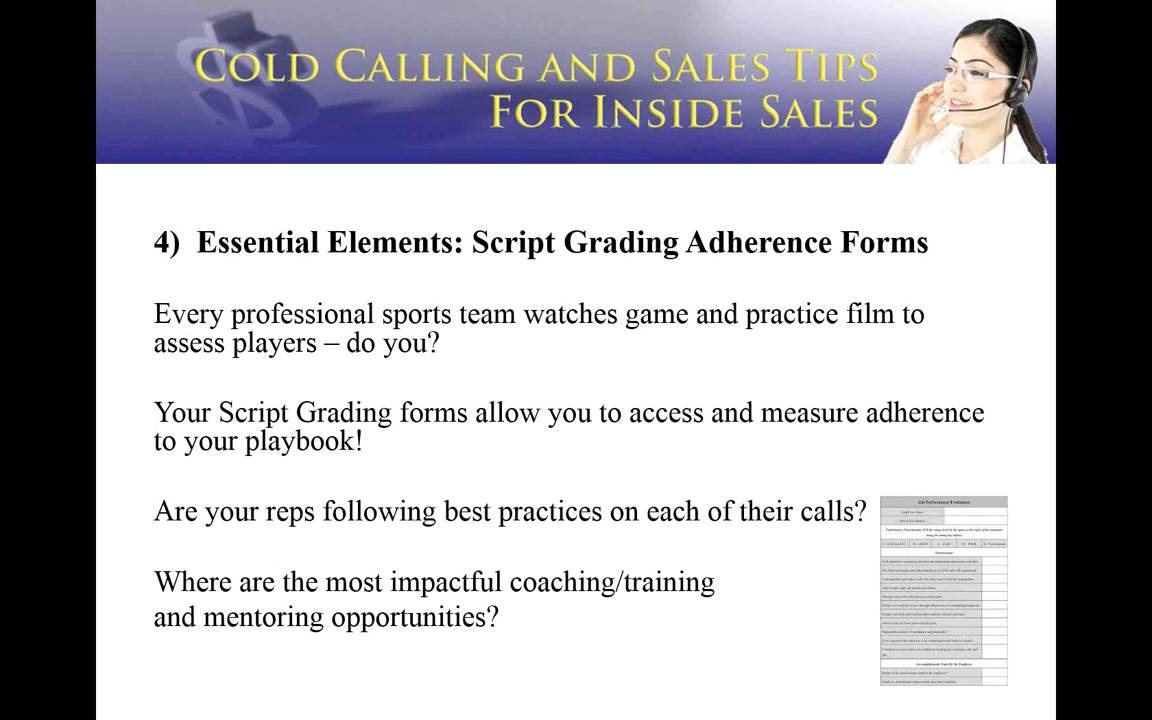 COLD CALLING AND SALES TIPS
FOR INSIDE SALES
4) Essential Elements: Script Grading Adherence Forms
Every professional sports team watches game and practice film to
assess players – do you?
Your Script Grading forms allow you to access and measure adherence
to your playbook!
Are your reps following best practices on each of their calls?
Where are the most impactful coaching/training
and mentoring opportunities?
Job Performance Evaluation